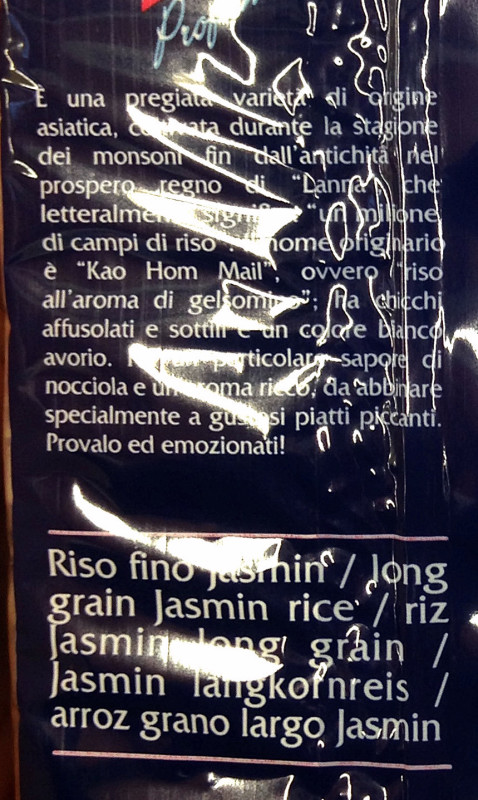 Prof
È una pregiata varietà di origine
asiatica, coltivata durante la stagione
dei monsoni fin dall'antichità nel
prospero regno di "Lanna" che
letteralmente significa "un milione
di campi di riso". nome originario
è "Kao Hom Mail", ovvero "riso
all'aroma di gelsomino"; ha chicchi
affusolati e sottili e un colore bianco
avorio. particolare sapore di
nocciola e un aroma ricco, da abbinare
specialmente a gustosi piatti piccanti.
Provalo ed emozionati!
Riso fino Jasmin / long
grain Jasmin rice / riz
Jasmin long grain /
Jasmin langkornreis /
arroz grano largo Jasmin